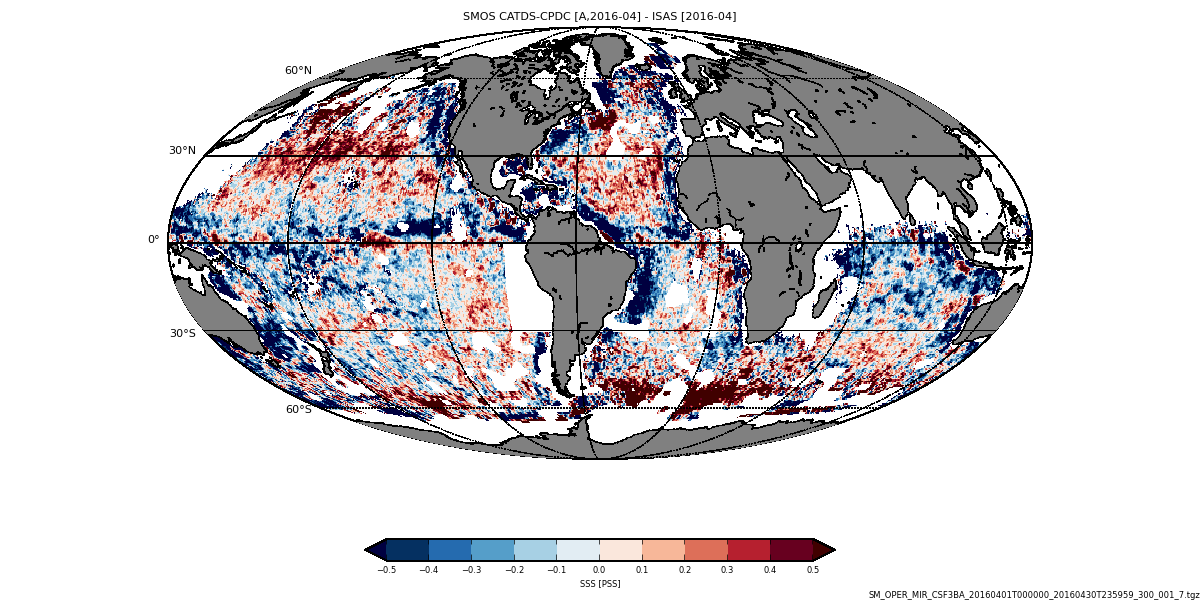 SMOS CATDS-CPDC [A,2016-04] - ISAS [2016-04]
60°N
30°N
0°
30°S
60°S
−0.5 −0.4 −0.3 −0.2 −0.1 0.0 0.1 0.2 0.3 0.4 0.5
SSS [PSS]
SM_OPER_MIR_CSF3BA_20160401T000000_20160430T235959_300_001_7.tgz